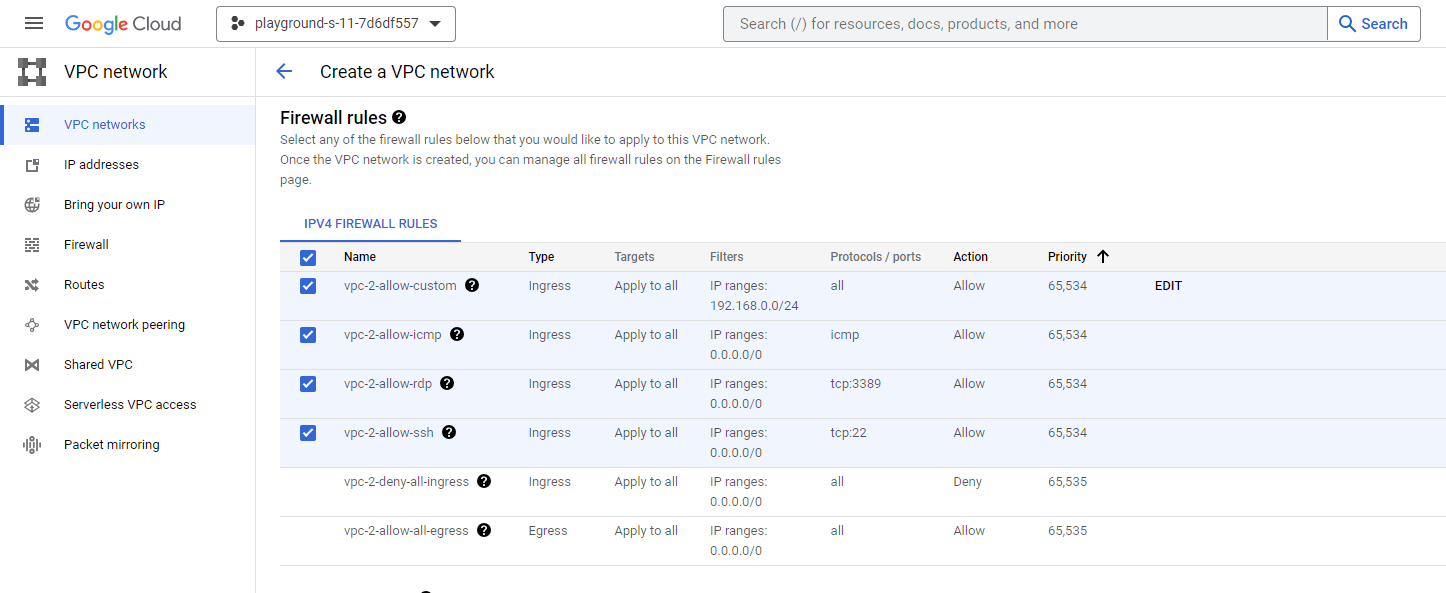 Google Cloud playground-s-11-7d6df557 Search (/) for resources, docs, products, and more Search
VPC network
Create a VPC network
VPC networks
IP addresses
Bring your own IP
Firewall
Routes
VPC network peering
Shared VPC
Serverless VPC access
Packet mirroring
Firewall rules
Select any of the firewall rules below that you would like to apply to this VPC network.
Once the VPC network is created, you can manage all firewall rules on the Firewall rules
page.
IPV4 FIREWALL RULES
Name Type Targets Filters Protocols / ports Action Priority
vpc-2-allow-custom Ingress Apply to all IP ranges: all Allow 65,534 EDIT
192.168.0.0/24
vpc-2-allow-icmp Ingress Apply to all IP ranges: icmp Allow 65,534
0.0.0.0/0
vpc-2-allow-rdp Ingress Apply to all IP ranges: tcp:3389 Allow 65,534
0.0.0.0/0
vpc-2-allow-ssh Ingress Apply to all IP ranges: tcp:22 Allow 65,534
0.0.0.0/0
vpc-2-deny-all-ingress Ingress Apply to all IP ranges: all Deny 65,535
0.0.0.0/0
vpc-2-allow-all-egress Egress Apply to all IP ranges: all Allow 65,535
0.0.0.0/0